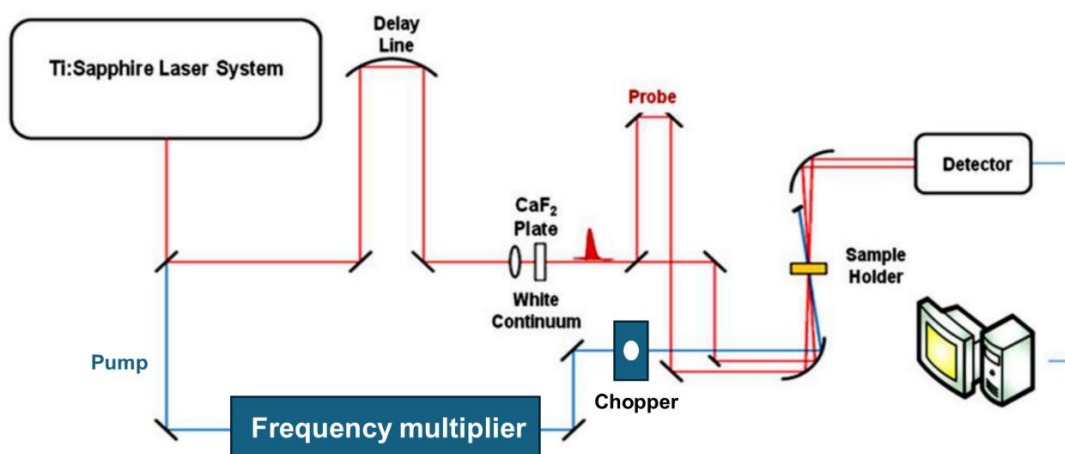 Ti:Sapphire Laser System
Delay
Line
Probe
Detector
CaF₂
Plate
Sample
Holder
White
Continuum
Pump
Chopper
Frequency multiplier